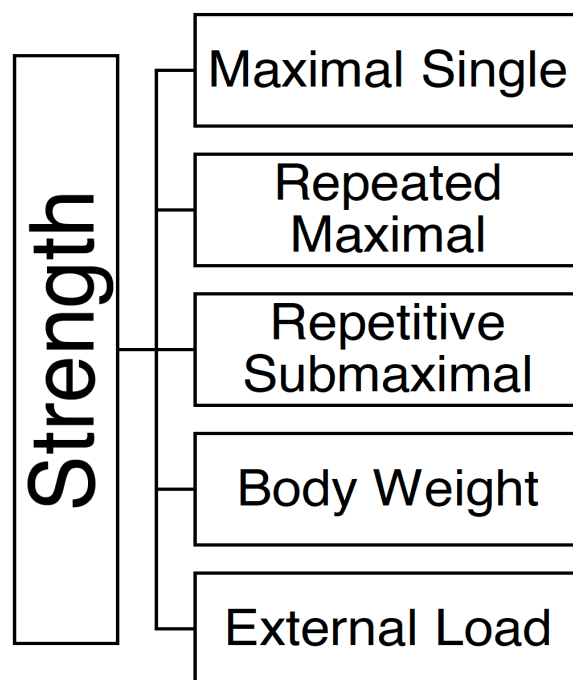 Strength
Maximal Single
Repeated
Maximal
Repetitive
Submaximal
Body Weight
External Load